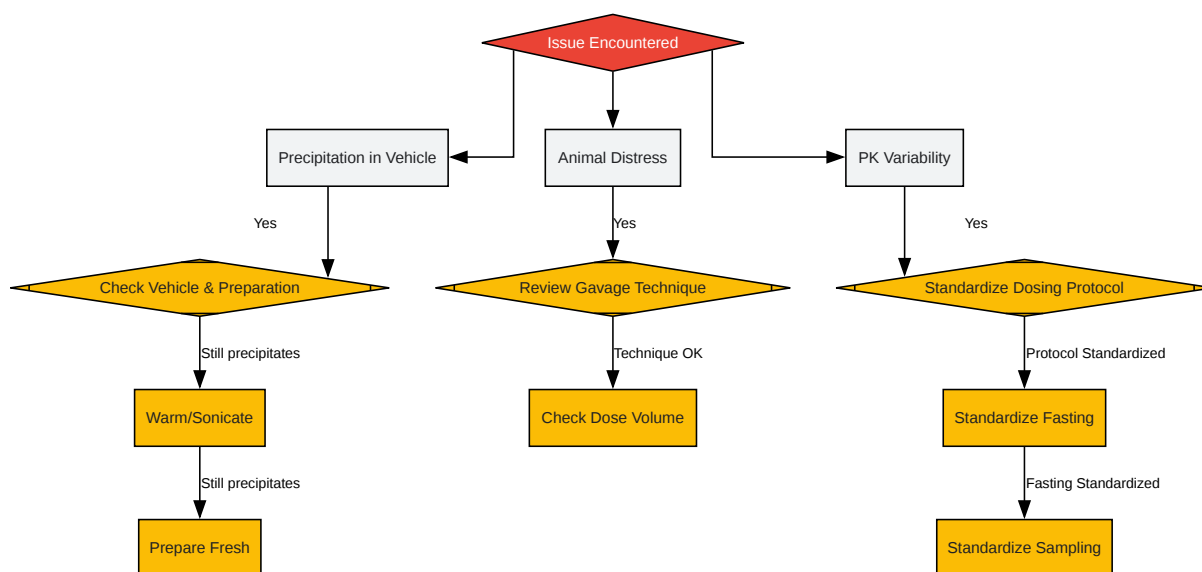 Issue Encountered
Precipitation in Vehicle
Animal Distress
PK Variability
Yes
Yes
Yes
Check Vehicle & Preparation
Review Gavage Technique
Standardize Dosing Protocol
Still precipitates
Technique OK
Protocol Standardized
Warm/Sonicate
Check Dose Volume
Standardize Fasting
Still precipitates
Fasting Standardized
Prepare Fresh
Standardize Sampling